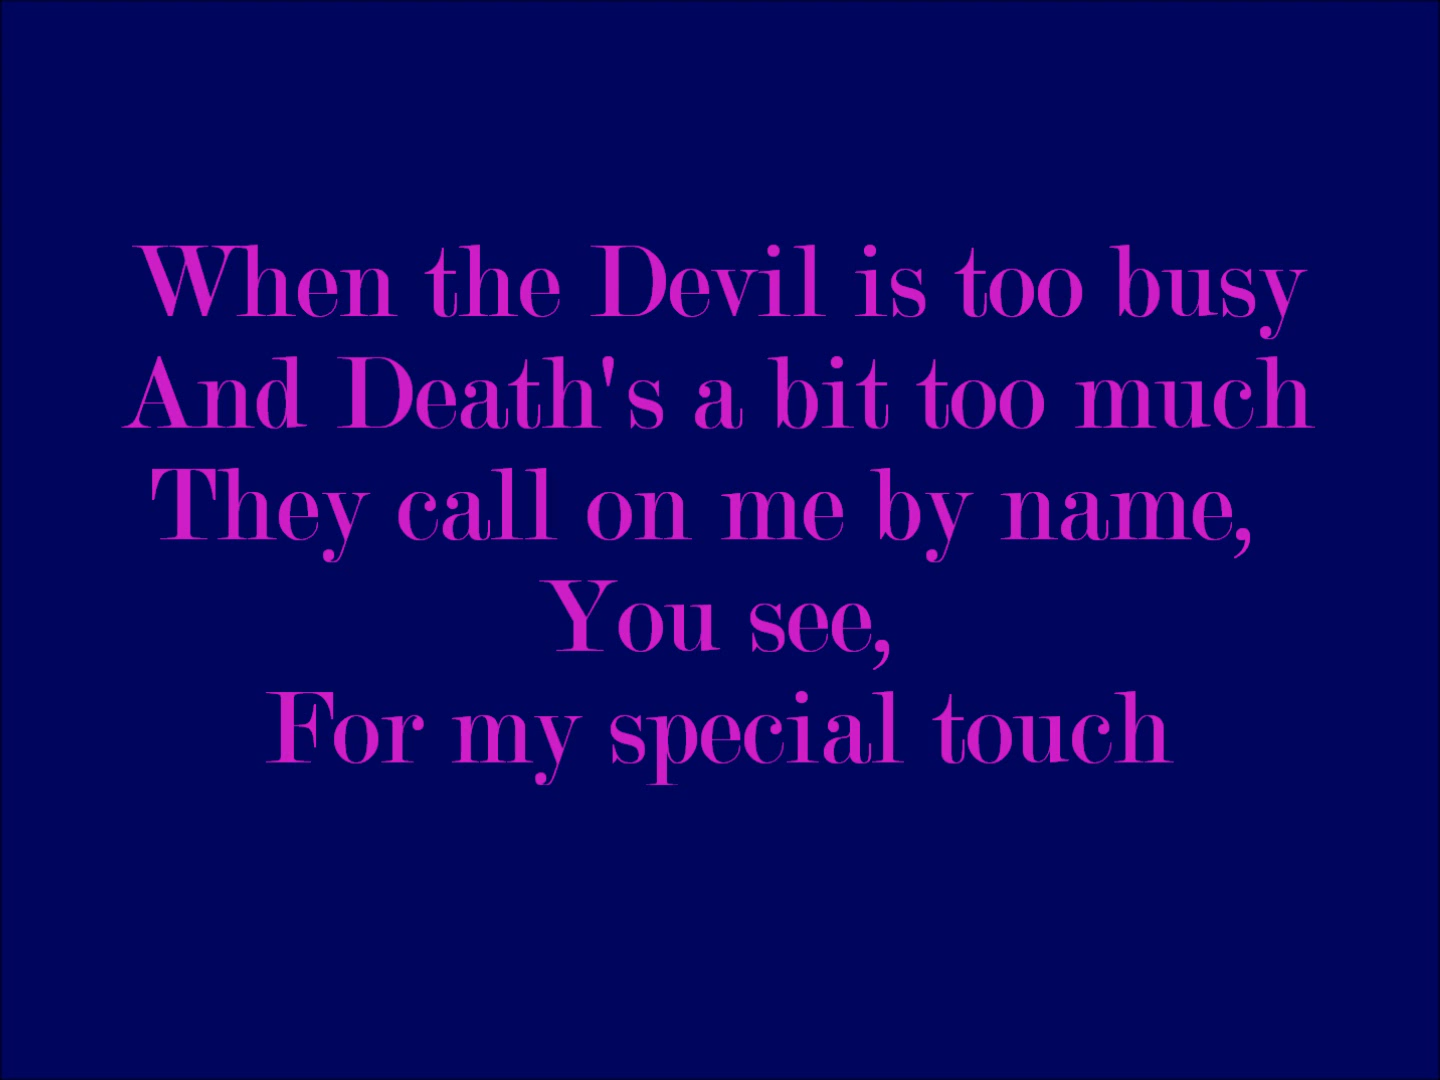 When the Devil is too busy
And Death's a bit too much
They call on me by name,
You see,
For my special touch